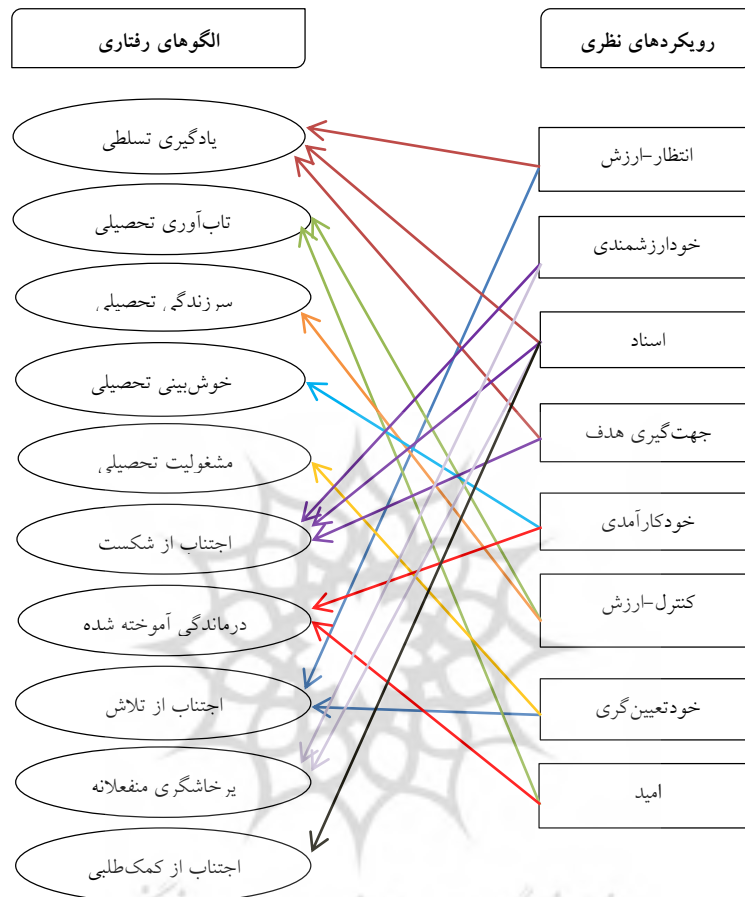 رویکردهای نظری
الگوهای رفتاری
انتظار-ارزش
خودارزشمندی
اسناد
جهت‌گیری هدف
خودکارآمدی
کنترل-ارزش
خودتعیین‌گری
امید
یادگیری تسلطی
تاب‌آوری تحصیلی
سرزندگی تحصیلی
خوش‌بینی تحصیلی
مشغولیت تحصیلی
اجتناب از شکست
درماندگی آموخته شده
اجتناب از تلاش
پرخاشگری منفعلانه
اجتناب از کمک‌طلبی